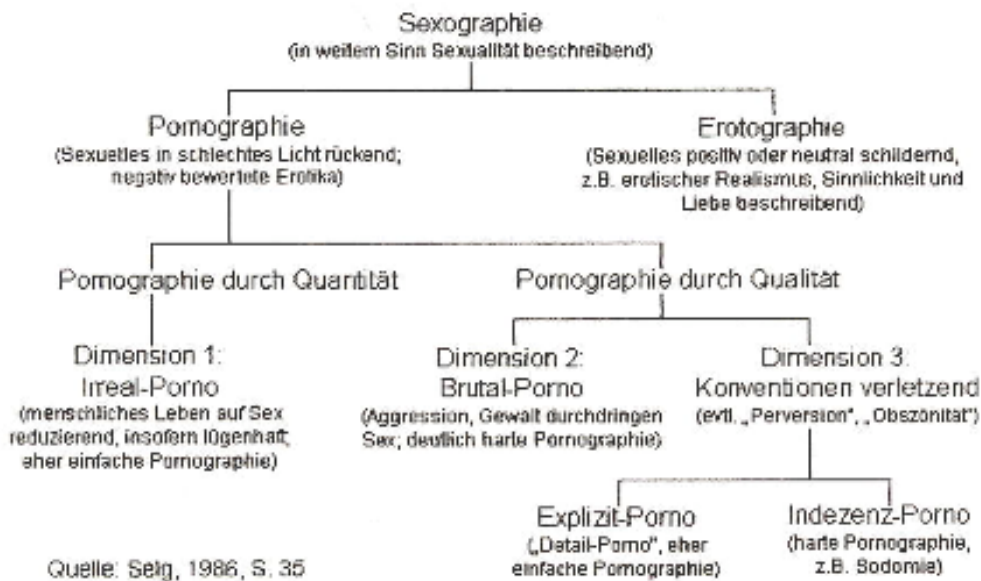 Sexographie
(in weitem Sinn Sexualität beschreibend)
Pornographie
(Sexuelles in schlechtes Licht rückend;
negativ bewertete Erotika)
Erotographie
(Sexuelles positiv oder neutral schildernd,
z.B. erotischer Realismus, Sinnlichkeit und
Liebe beschreibend)
Pornographie durch Quantität
Pornographie durch Qualität
Dimension 1:
Irreal-Porno
(menschliches Leben auf Sex
reduzierend, insofern lügenhaft;
eher einfache Pornographie)
Dimension 2:
Brutal-Porno
(Aggression, Gewalt durchdringen
Sex; deutlich harte Pornographie)
Dimension 3:
Konventionen verletzend
(evtl. „Perversion“, „Obszönität“)
Explizit-Porno
(„Detail-Porno“, eher
einfache Pornographie)
Indezenz-Porno
(harte Pornographie,
z.B. Sodomie)
Quelle: Selg, 1986, S. 35